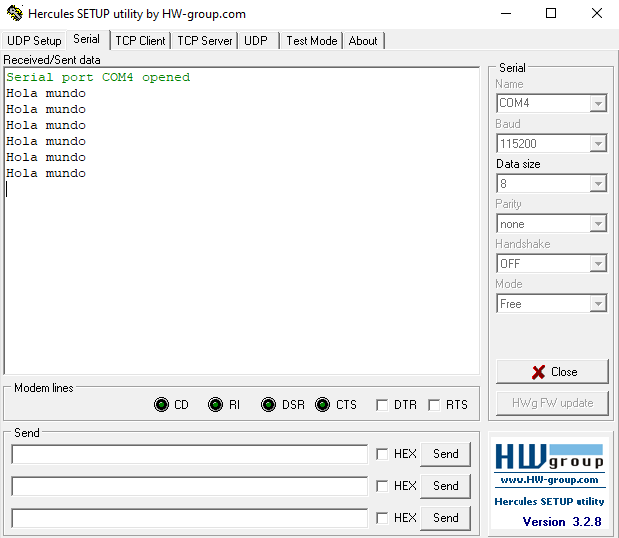 Hercules SETUP utility by HW-group.com
UDP Setup Serial TCP Client TCP Server UDP Test Mode About
Received/Sent data
Serial port COM4 opened
Hola mundo
Hola mundo
Hola mundo
Hola mundo
Hola mundo
Hola mundo
Serial
Name
COM4
Baud
115200
Data size
8
Parity
none
Handshake
OFF
Mode
Free
Close
HWg FW update
Modem lines
CD RI DSR CTS DTR RTS
Send
HEX Send
HEX Send
HEX Send
HW group
www.HW-group.com
Hercules SETUP utility
Version 3.2.8